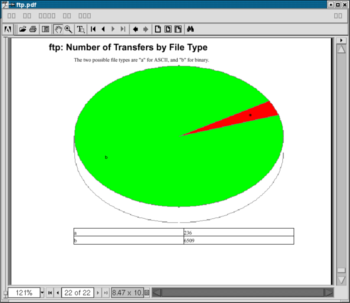 ftp.pdf
ftp: Number of Transfers by File Type
The two possible file types are "a" for ASCII, and "b" for binary.
a
b
a 236
b 6509
121% 22 of 22 8.47 x 10